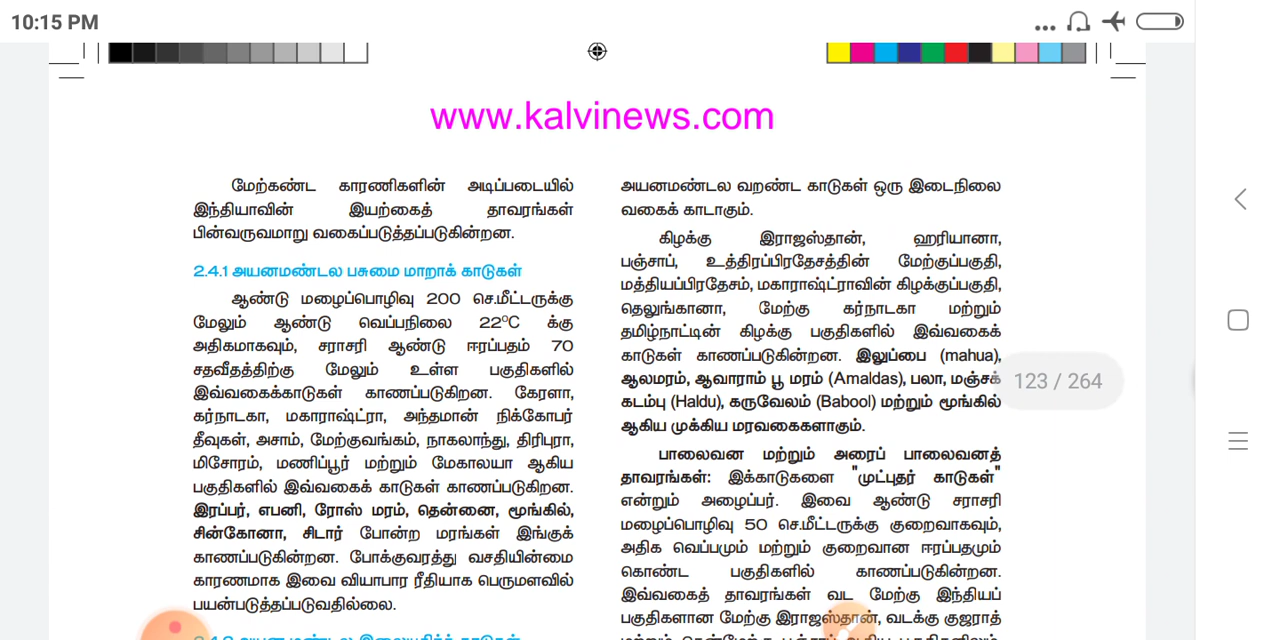 10:15 PM
www.kalvinews.com
மேற்கண்ட காரணிகளின் அடிப்படையில்
இந்தியாவின் இயற்கைத் தாவரங்கள்
பின்வருவமாறு வகைப்படுத்தப்படுகின்றன.
2.4.1 அயனமண்டல பசுமை மாறாக் காடுகள்
ஆண்டு மழைப்பொழிவு 200 செ.மீட்டருக்கு
மேலும் ஆண்டு வெப்பநிலை 22°C க்கு
அதிகமாகவும், சராசரி ஆண்டு ஈரப்பதம் 70
சதவீதத்திற்கு மேலும் உள்ள பகுதிகளில்
இவ்வகைக்காடுகள் காணப்படுகிறன. கேரளா,
கர்நாடகா, மகாராஷ்ட்ரா, அந்தமான் நிக்கோபர்
தீவுகள், அசாம், மேற்குவங்கம், நாகலாந்து, திரிபுரா,
மிசோரம், மணிப்பூர் மற்றும் மேகாலயா ஆகிய
பகுதிகளில் இவ்வகைக் காடுகள் காணப்படுகிறன.
இரப்பர், எபனி, ரோஸ் மரம், தென்னை, மூங்கில்,
சின்கோனா, சிடார் போன்ற மரங்கள் இங்குக்
காணப்படுகின்றன. போக்குவரத்து வசதியின்மை
காரணமாக இவை வியாபார ரீதியாக பெருமளவில்
பயன்படுத்தப்படுவதில்லை.
அயனமண்டல வறண்ட காடுகள் ஒரு இடைநிலை
வகைக் காடாகும்.
கிழக்கு இராஜஸ்தான், ஹரியானா,
பஞ்சாப், உத்திரப்பிரதேசத்தின் மேற்குப்பகுதி,
மத்தியப்பிரதேசம், மகாராஷ்ட்ராவின் கிழக்குப்பகுதி,
தெலுங்கானா, மேற்கு கர்நாடகா மற்றும்
தமிழ்நாட்டின் கிழக்கு பகுதிகளில் இவ்வகைக்
காடுகள் காணப்படுகின்றன. இலுப்பை (mahua),
ஆலமரம், ஆவாராம் பூ மரம் (Amaldas), பலா, மஞ்சக்
கடம்பு (Haldu), கருவேலம் (Babool) மற்றும் மூங்கில்
ஆகிய முக்கிய மரவகைகளாகும்.
பாலைவன மற்றும் அரைப் பாலைவனத்
தாவரங்கள்: இக்காடுகளை "முட்புதர் காடுகள்"
என்றும் அழைப்பர். இவை ஆண்டு சராசரி
மழைப்பொழிவு 50 செ.மீட்டருக்கு குறைவாகவும்,
அதிக வெப்பமும் மற்றும் குறைவான ஈரப்பதமும்
கொண்ட பகுதிகளில் காணப்படுகின்றன.
இவ்வகைத் தாவரங்கள் வட மேற்கு இந்தியப்
பகுதிகளான மேற்கு இராஜஸ்தான், வடக்கு குஜராத்
123 / 264